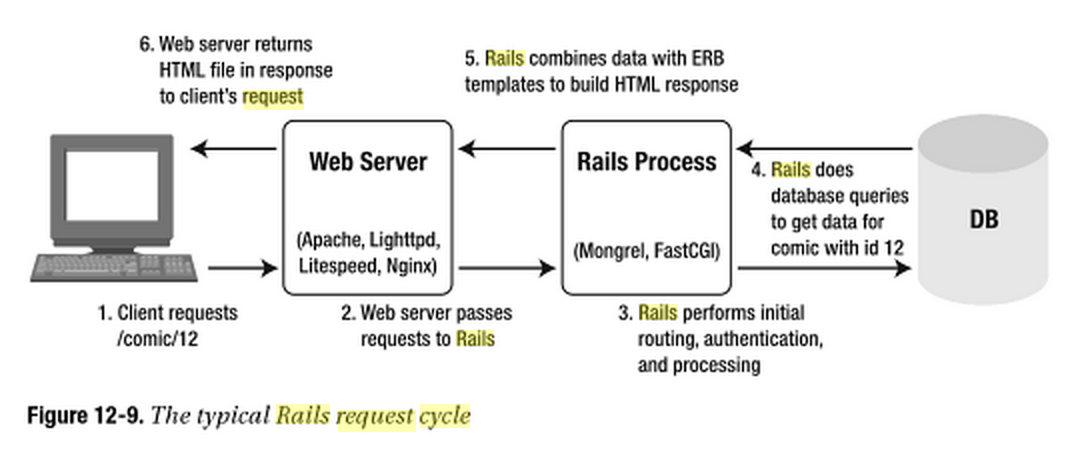 6. Web server returns
HTML file in response
to client's request
5. Rails combines data with ERB
templates to build HTML response
Web Server
(Apache, Lighttpd,
Litespeed, Nginx)
Rails Process
(Mongrel, FastCGI)
4. Rails does
database queries
to get data for
comic with id 12
DB
1. Client requests
/comic/12
2. Web server passes
requests to Rails
3. Rails performs initial
routing, authentication,
and processing
Figure 12-9. The typical Rails request cycle